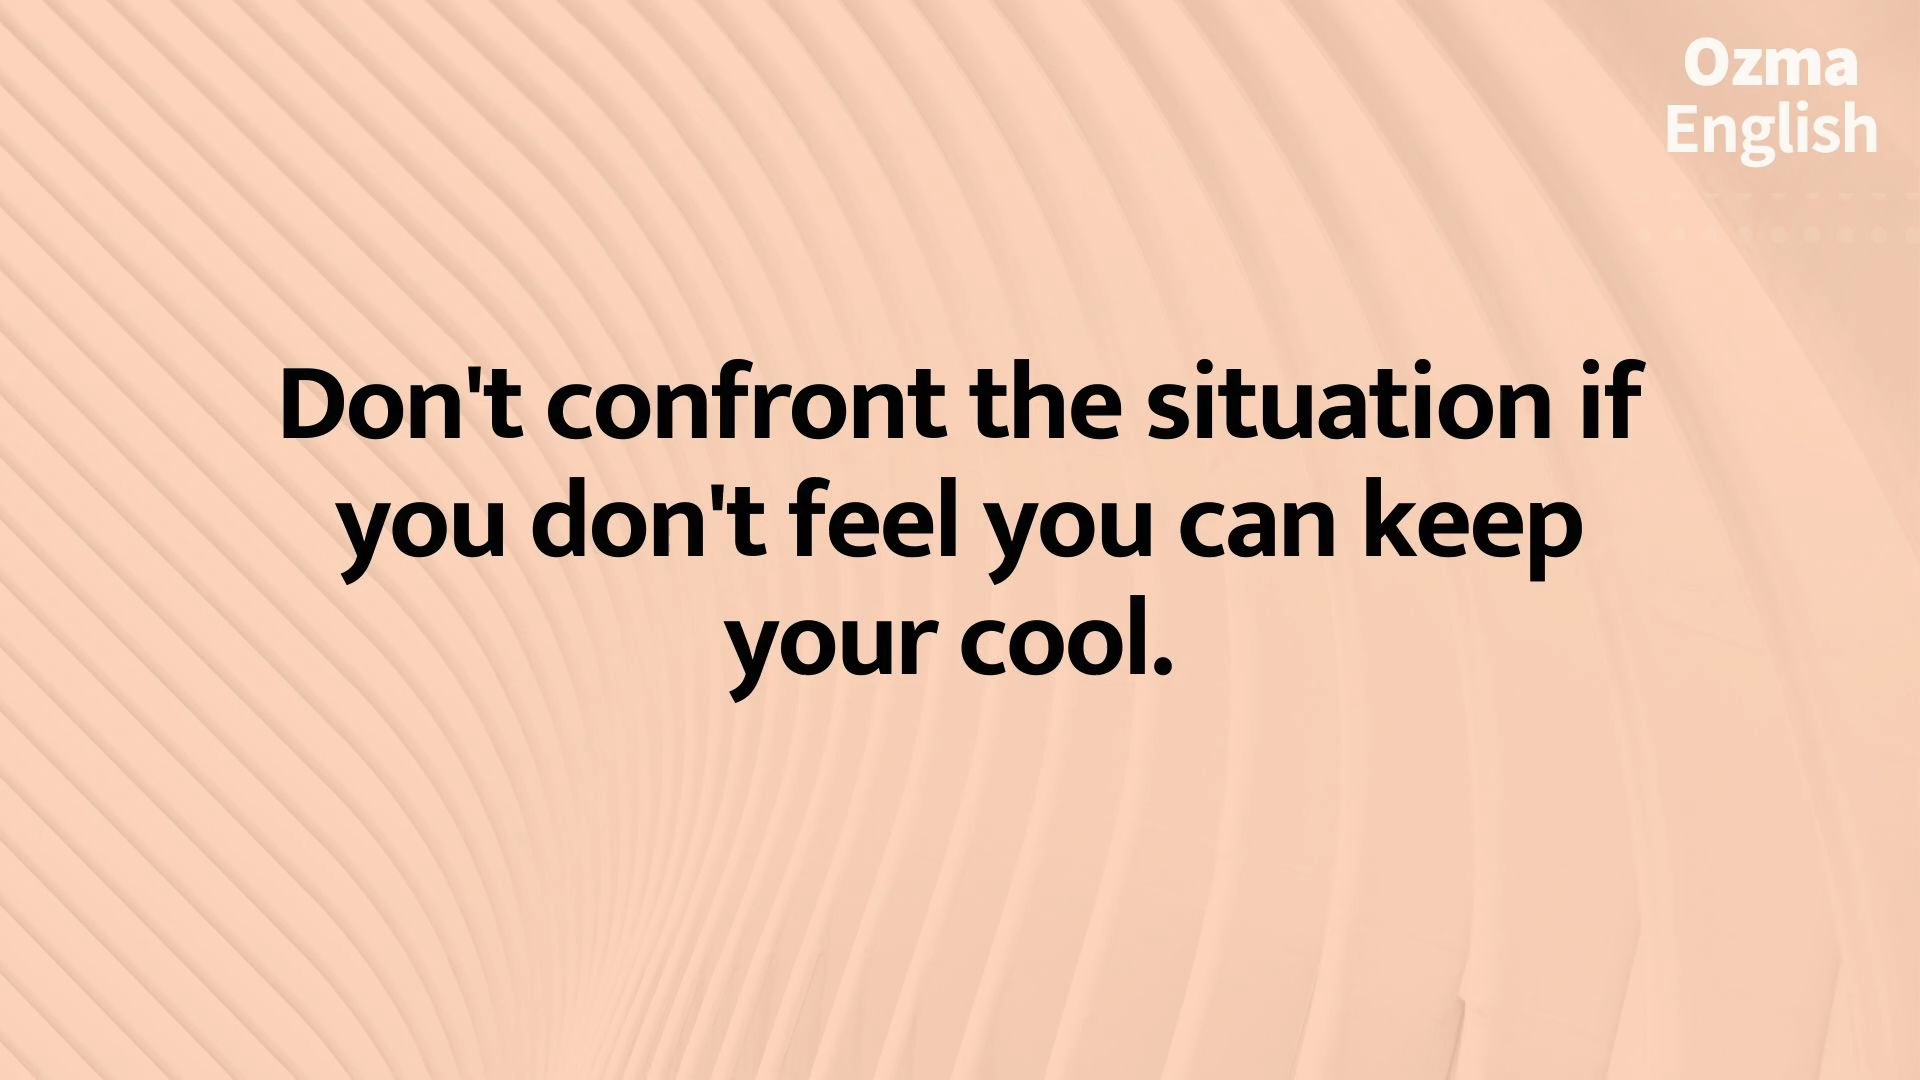 Ozma
English
Don't confront the situation if
you don't feel you can keep
your cool.